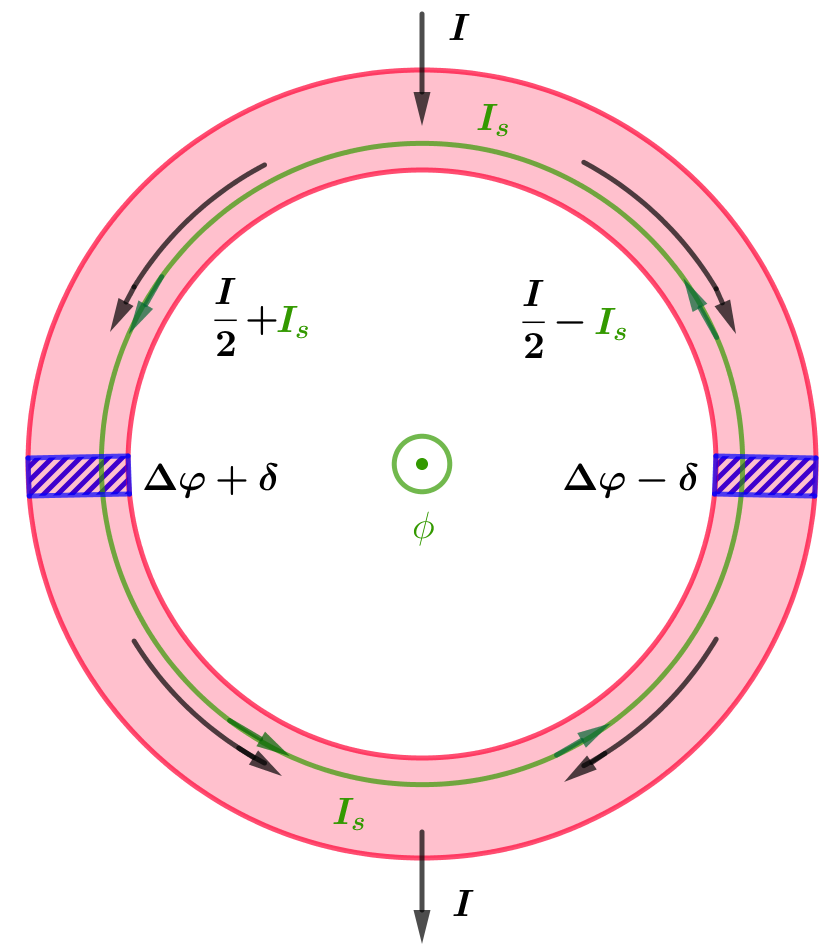 I
I_s
I/2 + I_s
I/2 − I_s
Δφ + δ
Δφ − δ
ϕ
I_s
I